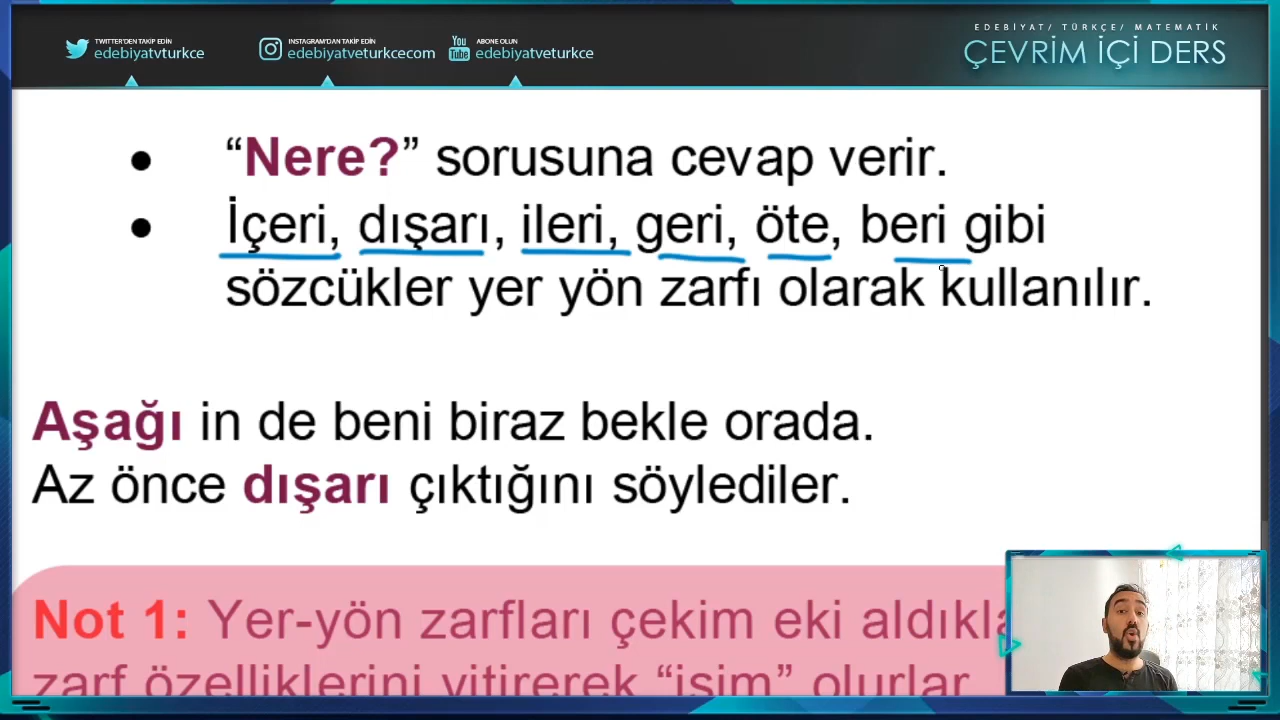 TWITTER'DEN TAKİP EDİN
edebiyatvturkce
INSTAGRAM'DAN TAKİP EDİN
edebiyatveturkcecom
You Tube
ABONE OLUN
edebiyatveturkce
EDEBİYAT/ TÜRKÇE/ MATEMATİK
ÇEVRİM İÇİ DERS
• “Nere?” sorusuna cevap verir.
• İçeri, dışarı, ileri, geri, öte, beri gibi
sözcükler yer yön zarfı olarak kullanılır.
Aşağı in de beni biraz bekle orada.
Az önce dışarı çıktığını söylediler.
Not 1: Yer-yön zarfları çekim eki
zarf özelliklerini yitirerek “isim” olurlar